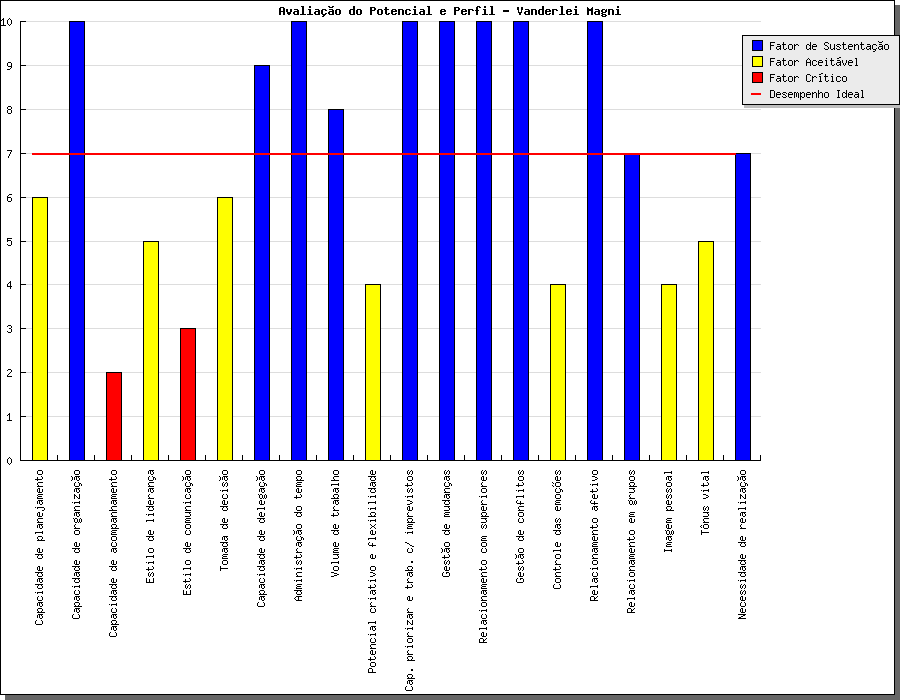 Avaliação do Potencial e Perfil - Vanderlei Magni
Fator de Sustentação
Fator Aceitável
Fator Crítico
Desempenho Ideal
10
9
8
7
6
5
4
3
2
1
0
Capacidade de planejamento
Capacidade de organização
Capacidade de acompanhamento
Estilo de liderança
Estilo de comunicação
Tomada de decisão
Capacidade de delegação
Administração do tempo
Volume de trabalho
Potencial criativo e flexibilidade
Cap. priorizar e trab. c/ imprevistos
Gestão de mudanças
Relacionamento com superiores
Gestão de conflitos
Controle das emoções
Relacionamento afetivo
Relacionamento em grupos
Imagem pessoal
Tônus vital
Necessidade de realização